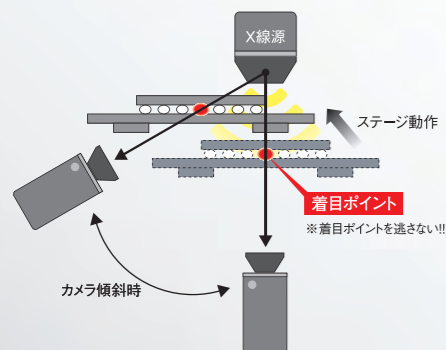 X線源
ステージ動作
着目ポイント
※着目ポイントを逃さない!!
カメラ傾斜時